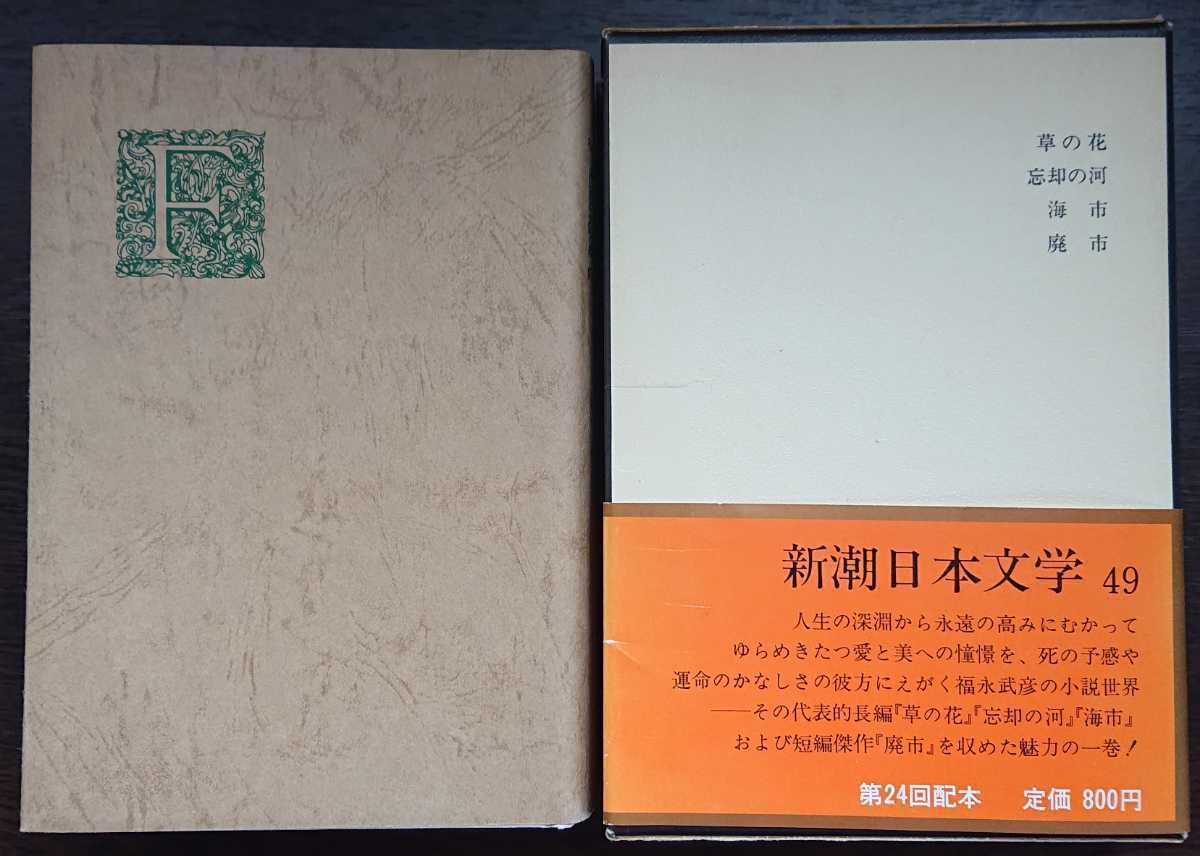 F
草の花
忘却の河
海 市
廃 市
新潮日本文学 49
人生の深淵から永遠の高みにむかって
ゆらめきたつ愛と美への憧憬を、死の予感や
運命のかなしさの彼方にえがく福永武彦の小説世界
――その代表的長編『草の花』『忘却の河』『海市』
および短編傑作『廃市』を収めた魅力の一巻!
第24回配本 定価 800円